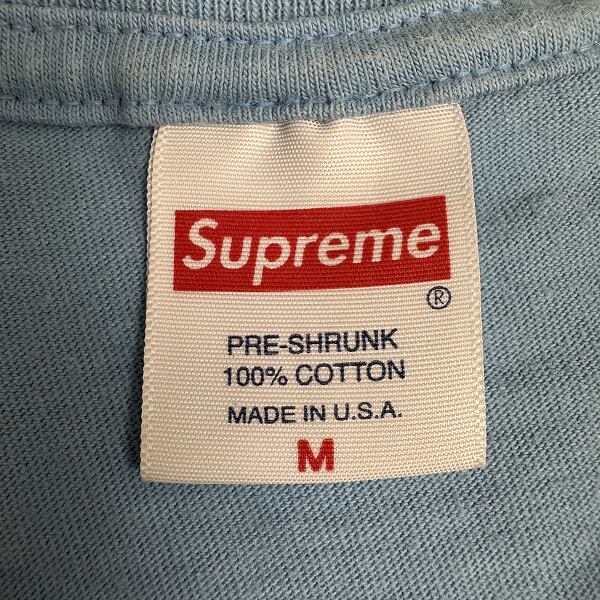 Supreme
®
PRE-SHRUNK
100% COTTON
MADE IN U.S.A.
M